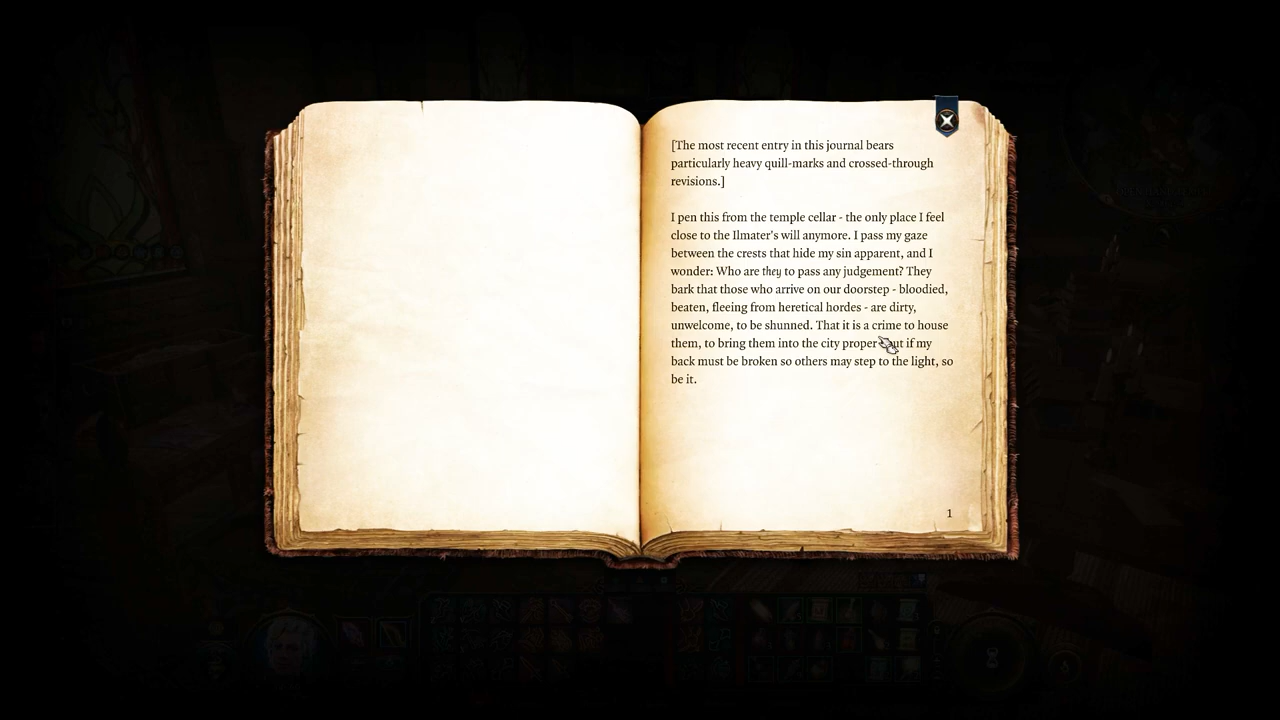 [The most recent entry in this journal bears
particularly heavy quill-marks and crossed-through
revisions.]
I pen this from the temple cellar - the only place I feel
close to the Ilmater's will anymore. I pass my gaze
between the crests that hide my sin apparent, and I
wonder: Who are they to pass any judgement? They
bark that those who arrive on our doorstep - bloodied,
beaten, fleeing from heretical hordes - are dirty,
unwelcome, to be shunned. That it is a crime to house
them, to bring them into the city proper if my
back must be broken so others may step to the light, so
be it.
1